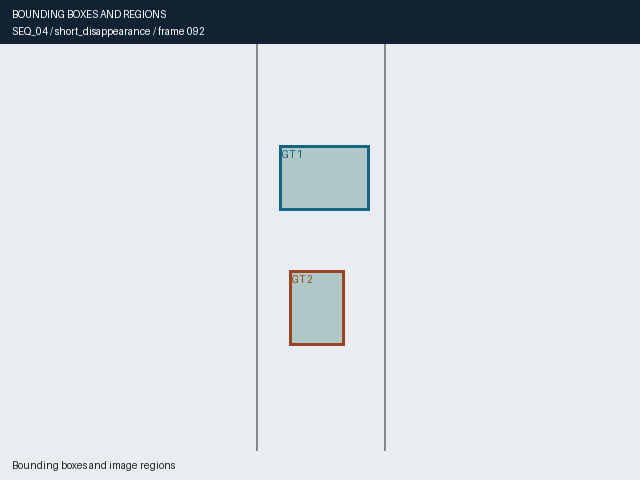 BOUNDING BOXES AND REGIONS
SEQ_04 / short_disappearance / frame 092
GT1
GT2
Bounding boxes and image regions